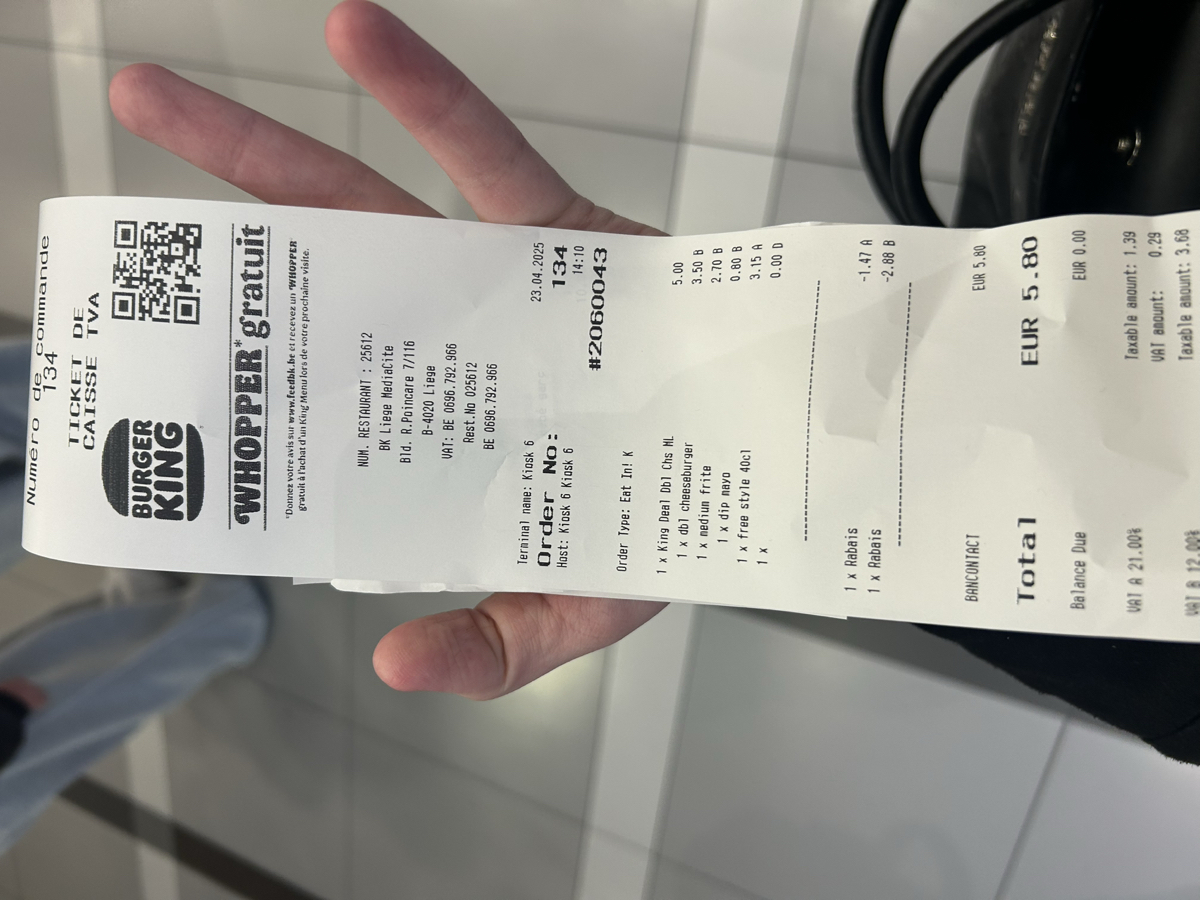 Numéro de commande
134
TICKET DE
CAISSE TVA
BURGER
KING
WHOPPER* gratuit
*Donnez votre avis sur www.feedbk.be et recevez un WHOPPER
gratuit à l'achat d'un King Menu lors de votre prochaine visite.
NUM. RESTAURANT : 25612
BK Liege MediaCite
Bld. R.Poincare 7/116
B-4020 Liege
VAT: BE 0696.792.966
Rest.No 025612
BE 0696.792.966
Terminal name: Kiosk 6 23.04.2025
Order No: 134
Host: Kiosk 6 Kiosk 6 14:10
#2060043
Order Type: Eat In! K
1 x King Deal Dbl Chs ML 5.00
1 x dbl cheeseburger 3.50 B
1 x medium frite 2.70 B
1 x dip mayo 0.80 B
1 x free style 40cl 3.15 A
1 x 0.00 D
1 x Rabais -1.47 A
1 x Rabais -2.88 B
BANCONTACT EUR 5.80
Total EUR 5.80
Balance Due EUR 0.00
VAT A 21.00% Taxable amount: 1.39
VAT amount: 0.29
VAT B 12.00% Taxable amount: 3.68